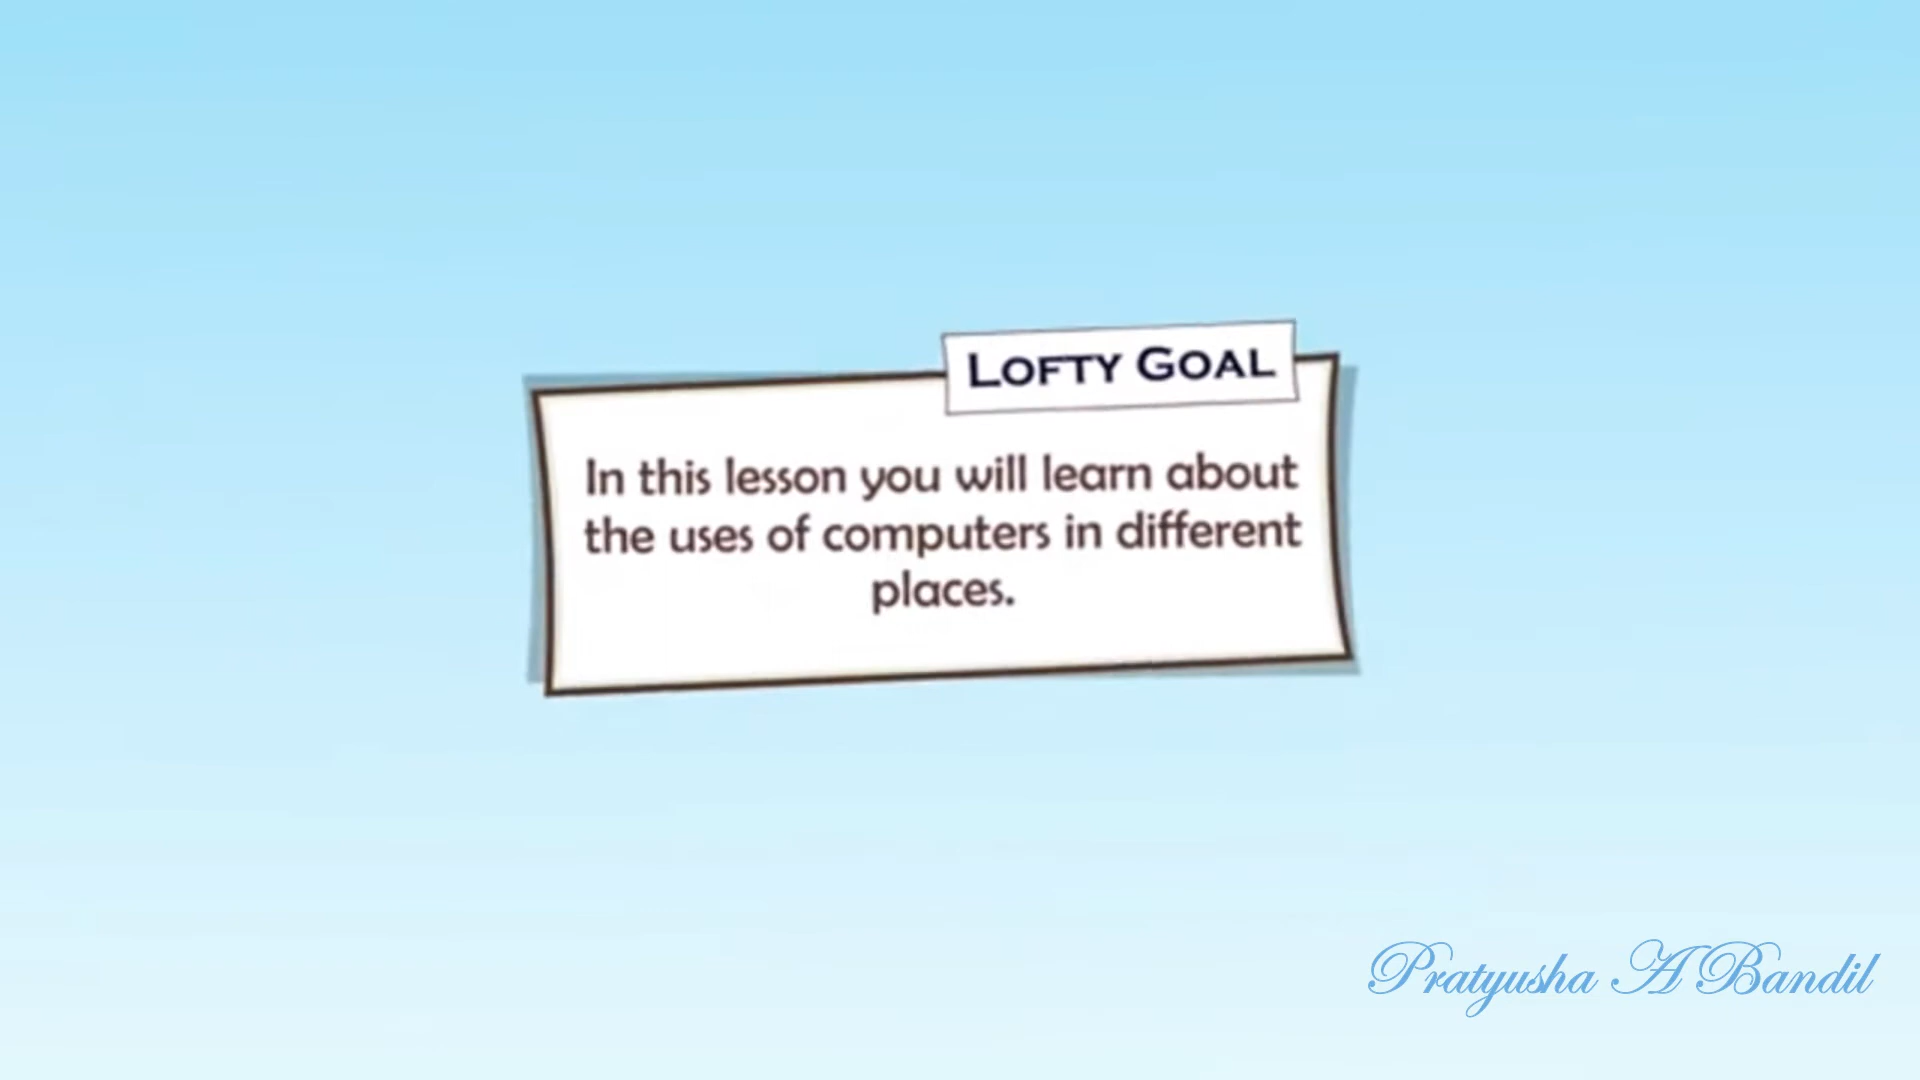 LOFTY GOAL
In this lesson you will learn about
the uses of computers in different
places.
Pratyusha A Bandil